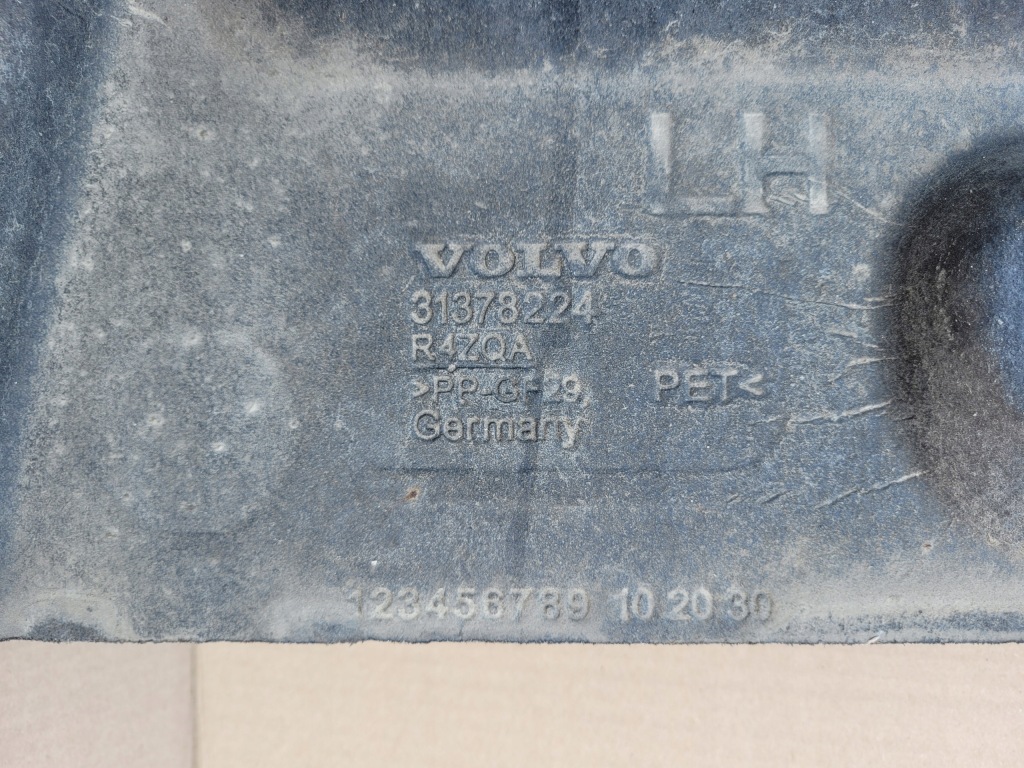 LH
VOLVO
31378224
R4ZQA
>PP-GF29, PET<
Germany
123456789 10 20 30